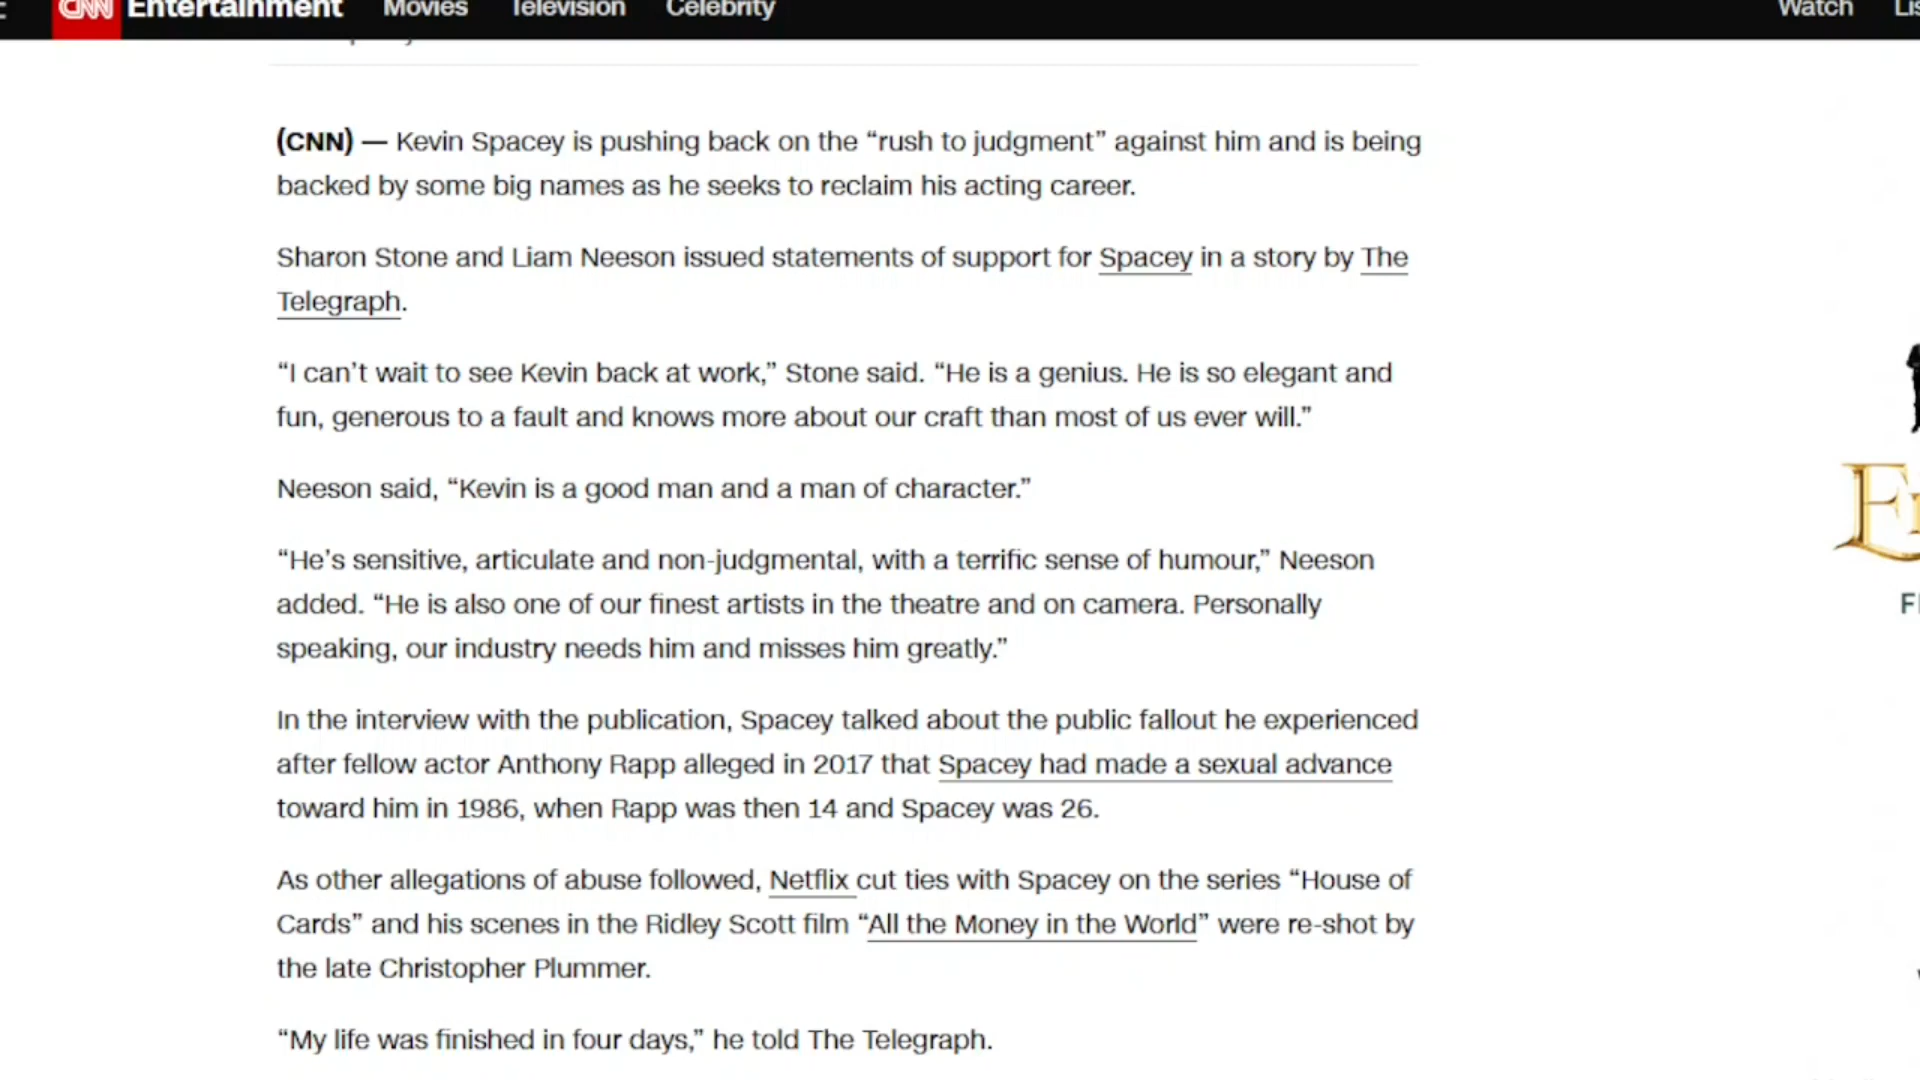 CNN Entertainment Movies Television Celebrity Watch
(CNN) — Kevin Spacey is pushing back on the “rush to judgment” against him and is being
backed by some big names as he seeks to reclaim his acting career.
Sharon Stone and Liam Neeson issued statements of support for Spacey in a story by The
Telegraph.
“I can’t wait to see Kevin back at work,” Stone said. “He is a genius. He is so elegant and
fun, generous to a fault and knows more about our craft than most of us ever will.”
Neeson said, “Kevin is a good man and a man of character.”
“He’s sensitive, articulate and non-judgmental, with a terrific sense of humour,” Neeson
added. “He is also one of our finest artists in the theatre and on camera. Personally
speaking, our industry needs him and misses him greatly.”
In the interview with the publication, Spacey talked about the public fallout he experienced
after fellow actor Anthony Rapp alleged in 2017 that Spacey had made a sexual advance
toward him in 1986, when Rapp was then 14 and Spacey was 26.
As other allegations of abuse followed, Netflix cut ties with Spacey on the series “House of
Cards” and his scenes in the Ridley Scott film “All the Money in the World” were re-shot by
the late Christopher Plummer.
“My life was finished in four days,” he told The Telegraph.